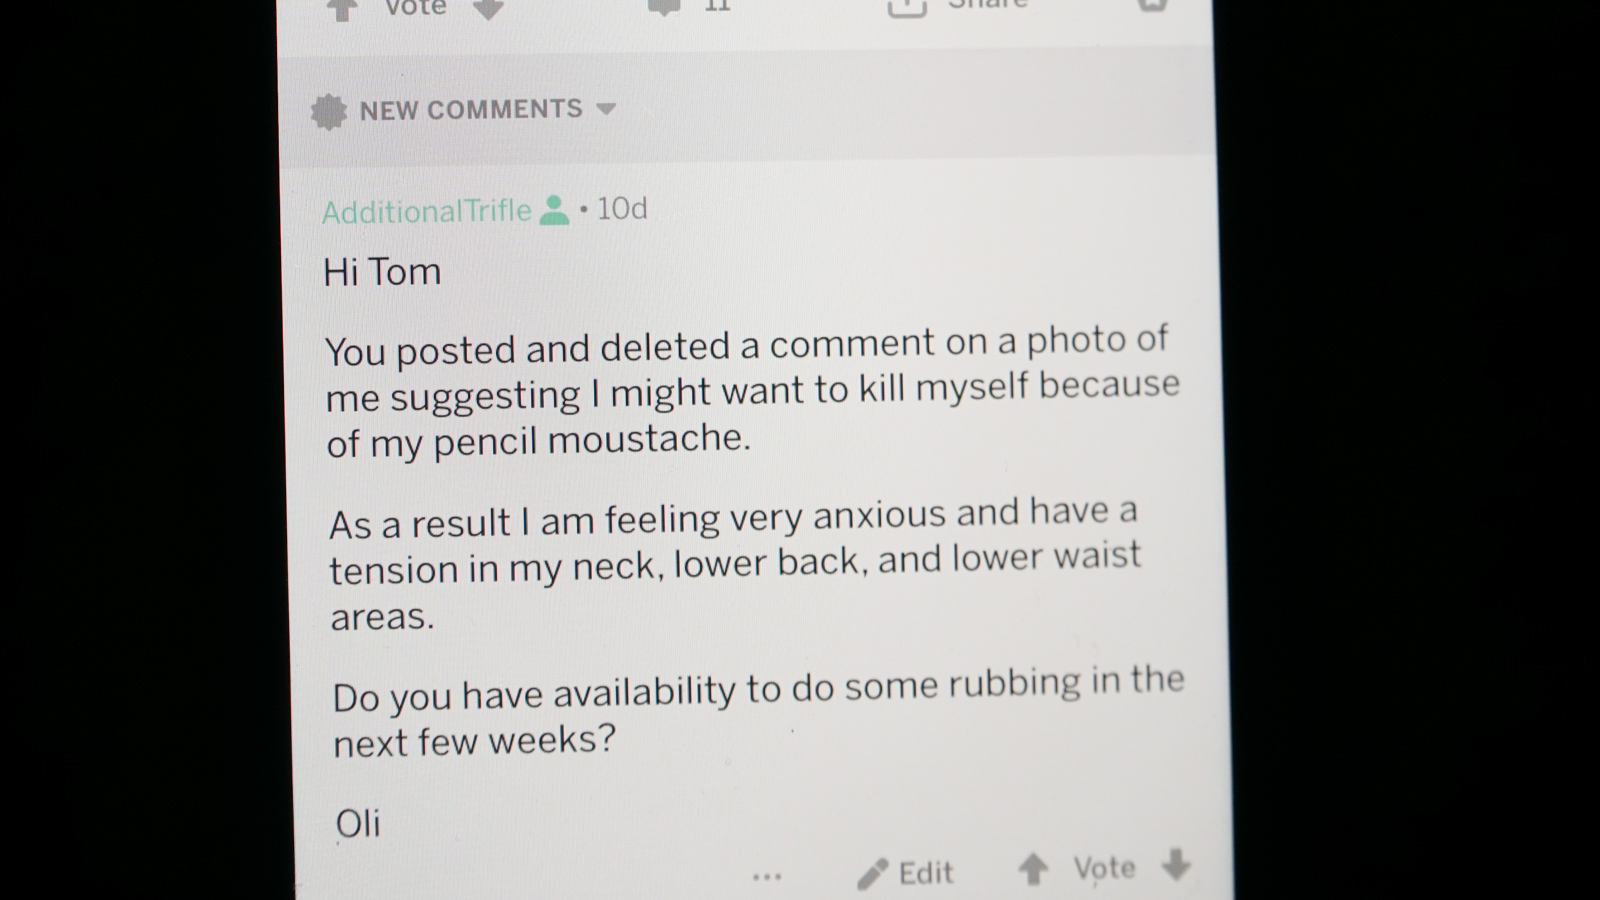 Vote 11 Share
NEW COMMENTS
AdditionalTrifle • 10d
Hi Tom
You posted and deleted a comment on a photo of
me suggesting I might want to kill myself because
of my pencil moustache.
As a result I am feeling very anxious and have a
tension in my neck, lower back, and lower waist
areas.
Do you have availability to do some rubbing in the
next few weeks?
Oli
... Edit Vote